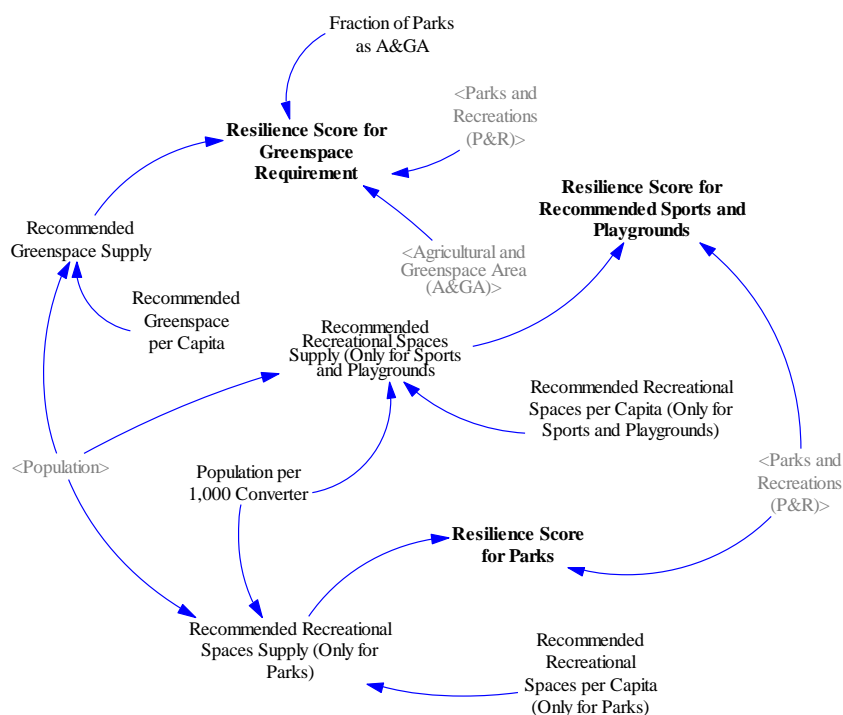 Fraction of Parks
as A&GA
<Parks and
Recreations
(P&R)>
Resilience Score for
Greenspace
Requirement
Resilience Score for
Recommended Sports and
Playgrounds
Recommended
Greenspace Supply
<Agricultural and
Greenspace Area
(A&GA)>
Recommended
Greenspace
per Capita
Recommended
Recreational Spaces
Supply (Only for Sports
and Playgrounds
Recommended Recreational
Spaces per Capita (Only for
Sports and Playgrounds)
<Population>
Population per
1,000 Converter
<Parks and
Recreations
(P&R)>
Resilience Score
for Parks
Recommended Recreational
Spaces Supply (Only for
Parks)
Recommended
Recreational
Spaces per Capita
(Only for Parks)